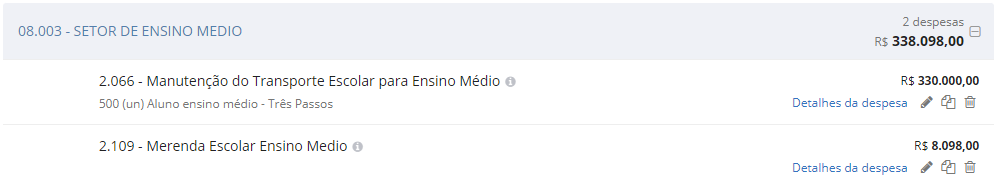 2 despesas
08.003 - SETOR DE ENSINO MEDIO
R$ 338.098,00
2.066 - Manutenção do Transporte Escolar para Ensino Médio
R$ 330.000,00
500 (un) Aluno ensino médio - Três Passos
Detalhes da despesa
2.109 - Merenda Escolar Ensino Medio
R$ 8.098,00
Detalhes da despesa